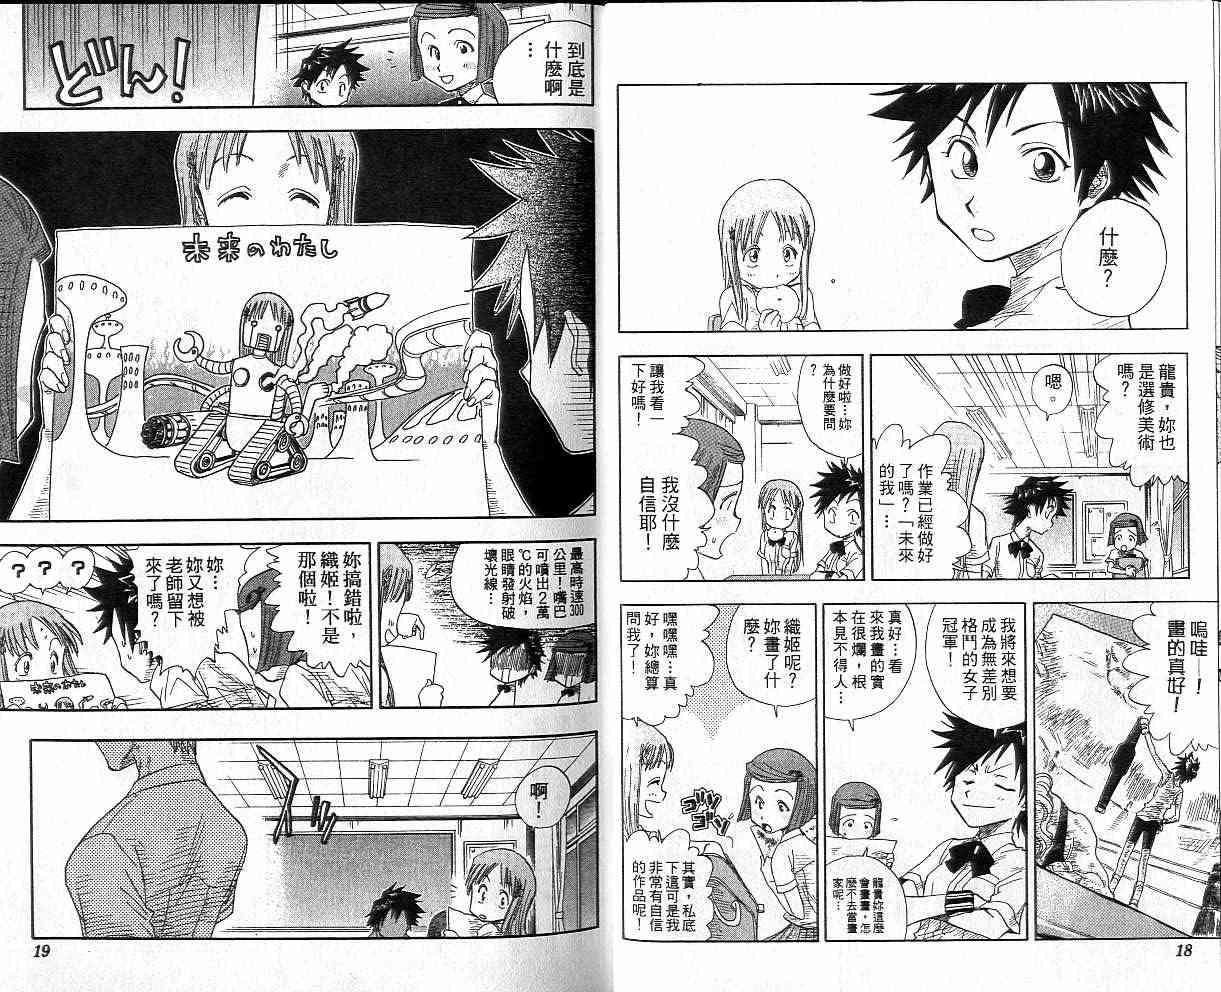 什麼?
龍貴,妳也
是選修美術
嗎?
嗯。
作業已經做好
了嗎?「未來
的我」…
做好啦…妳
為什麼要問
?
讓我看一
下好嗎!
我沒什麼
自信耶!
嗚哇—!
畫的真好!
我將來想要
成為無差別
格鬥的女子
冠軍!
真好…看
來我畫的實
在很爛,根
本見不得人…
龍貴妳這麼
會畫畫,怎
麼不去當畫
家呢…
織姬呢?
妳畫了什
麼?
嘿嘿嘿…真
好,妳總算
問我了!
ゴソ
ゴソ
其實,私底
下這可是我
非常有自信
的作品呢!
18
到底是
什麼啊
…
どん!
未来のわたし
最高時速300
公里!嘴巴
可噴出2萬
℃的火焰,
眼睛發射破
壞光線…
妳搞錯啦,
織姬!不是
那個啦!
妳…
妳又想被
老師留下
來了嗎?
???
未来のわたし
啊!
19